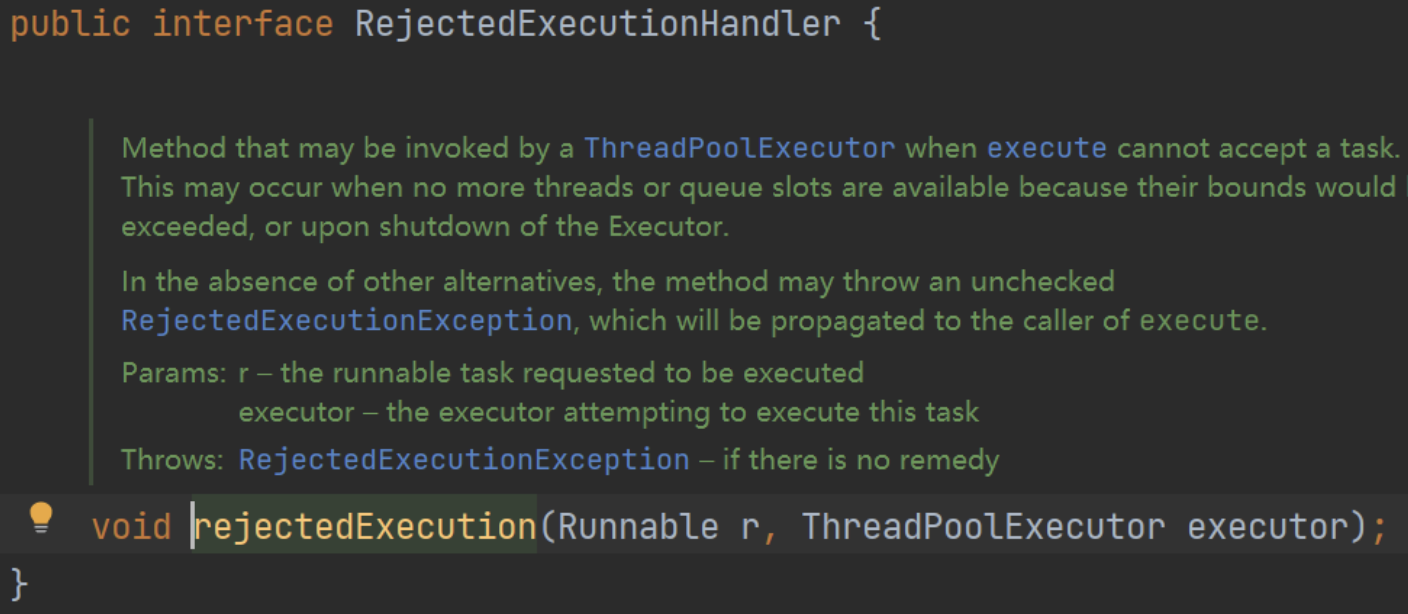 public interface RejectedExecutionHandler {
Method that may be invoked by a ThreadPoolExecutor when execute cannot accept a task.
This may occur when no more threads or queue slots are available because their bounds would
exceeded, or upon shutdown of the Executor.
In the absence of other alternatives, the method may throw an unchecked
RejectedExecutionException, which will be propagated to the caller of execute.
Params: r – the runnable task requested to be executed
executor – the executor attempting to execute this task
Throws: RejectedExecutionException – if there is no remedy
void rejectedExecution(Runnable r, ThreadPoolExecutor executor);
}